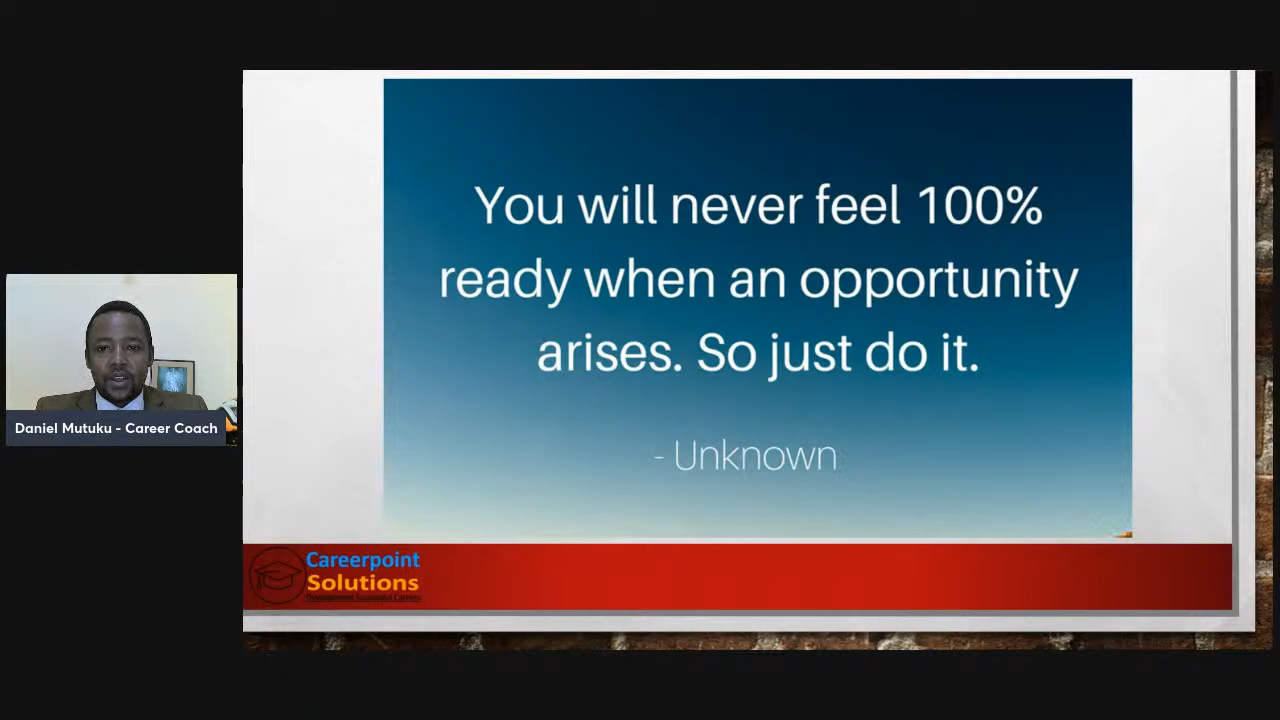 You will never feel 100%
ready when an opportunity
arises. So just do it.
- Unknown
Daniel Mutuku - Career Coach
Careerpoint
Solutions